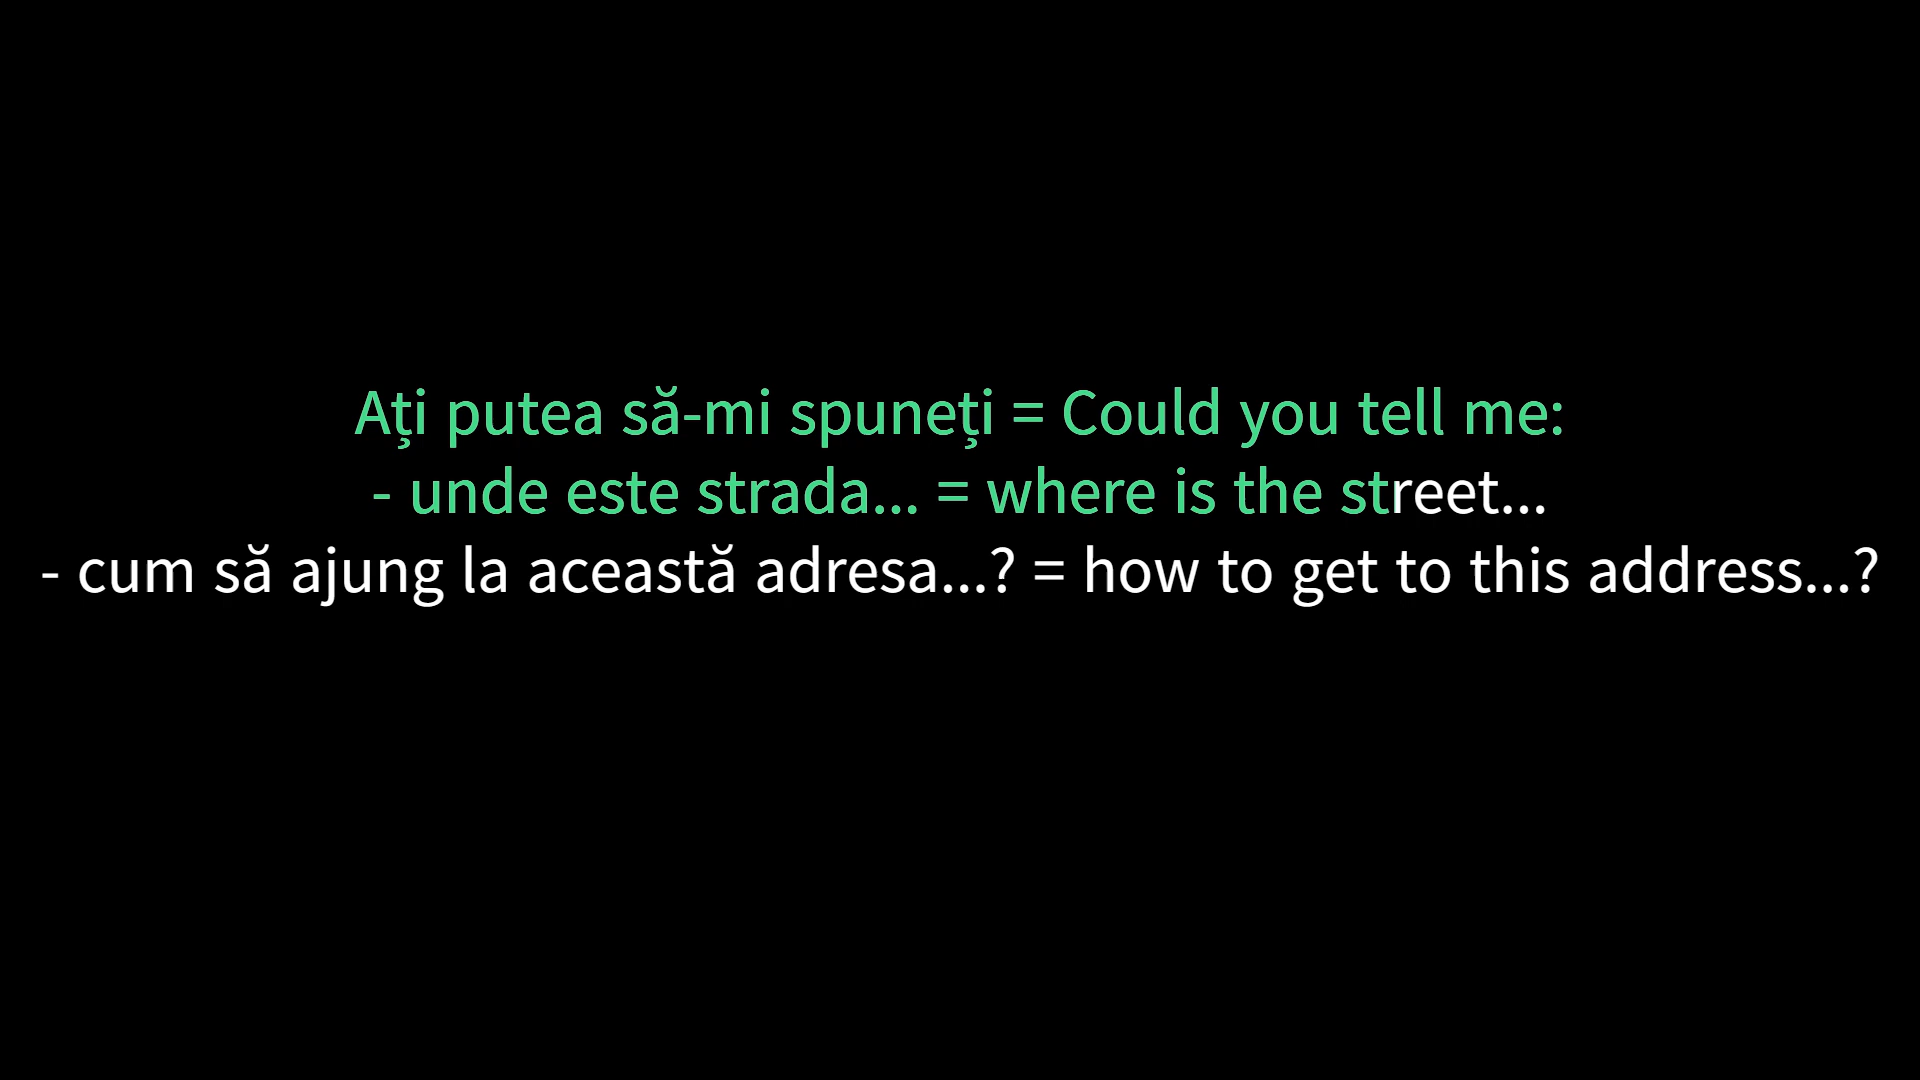 Ați putea să-mi spuneți = Could you tell me:
- unde este strada... = where is the street...
- cum să ajung la această adresa...? = how to get to this address...?